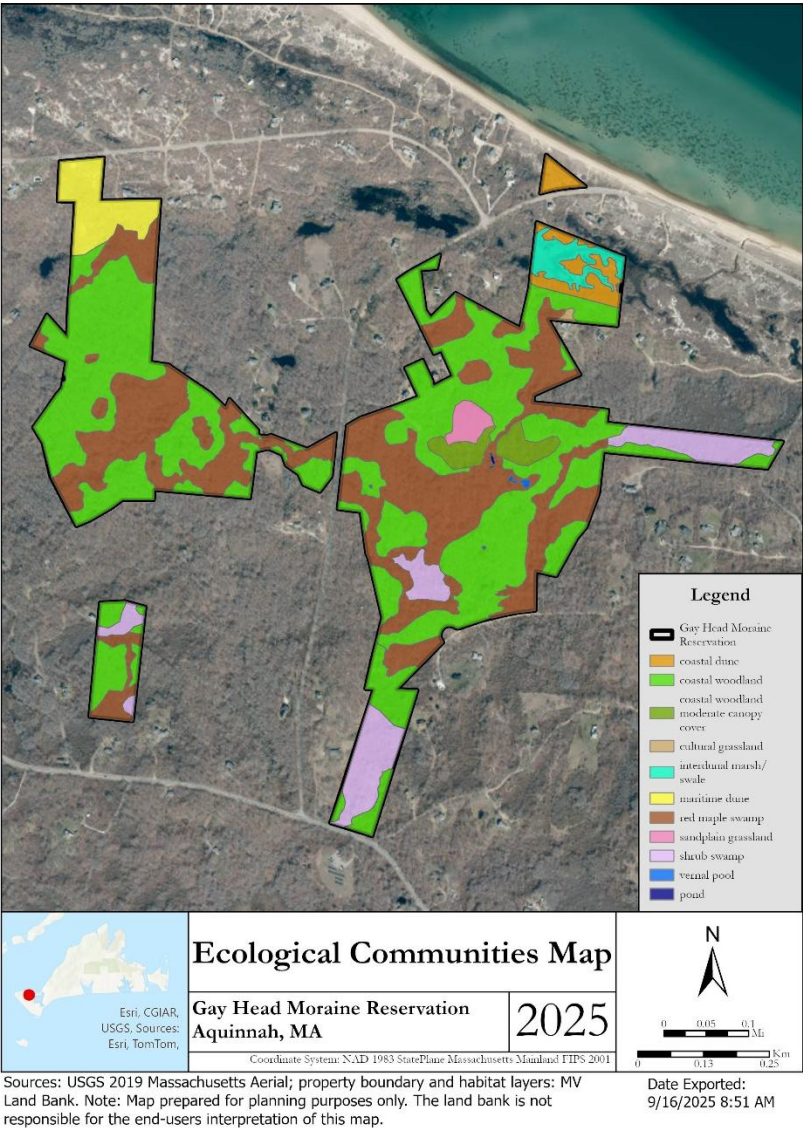 Legend
Gay Head Moraine
Reservation
coastal dune
coastal woodland
coastal woodland
moderate canopy
cover
cultural grassland
interdunal marsh/
swale
maritime dune
red maple swamp
sandplain grassland
shrub swamp
vernal pool
pond
Esri, CGIAR,
USGS, Sources:
Esri, TomTom,
Ecological Communities Map
Gay Head Moraine Reservation
Aquinnah, MA
2025
Coordinate System: NAD 1983 StatePlane Massachusetts Mainland FIPS 2001
N
0 0.05 0.1
Mi
Km
0 0.13 0.25
Sources: USGS 2019 Massachusetts Aerial; property boundary and habitat layers: MV
Land Bank. Note: Map prepared for planning purposes only. The land bank is not
responsible for the end-users interpretation of this map.
Date Exported:
9/16/2025 8:51 AM